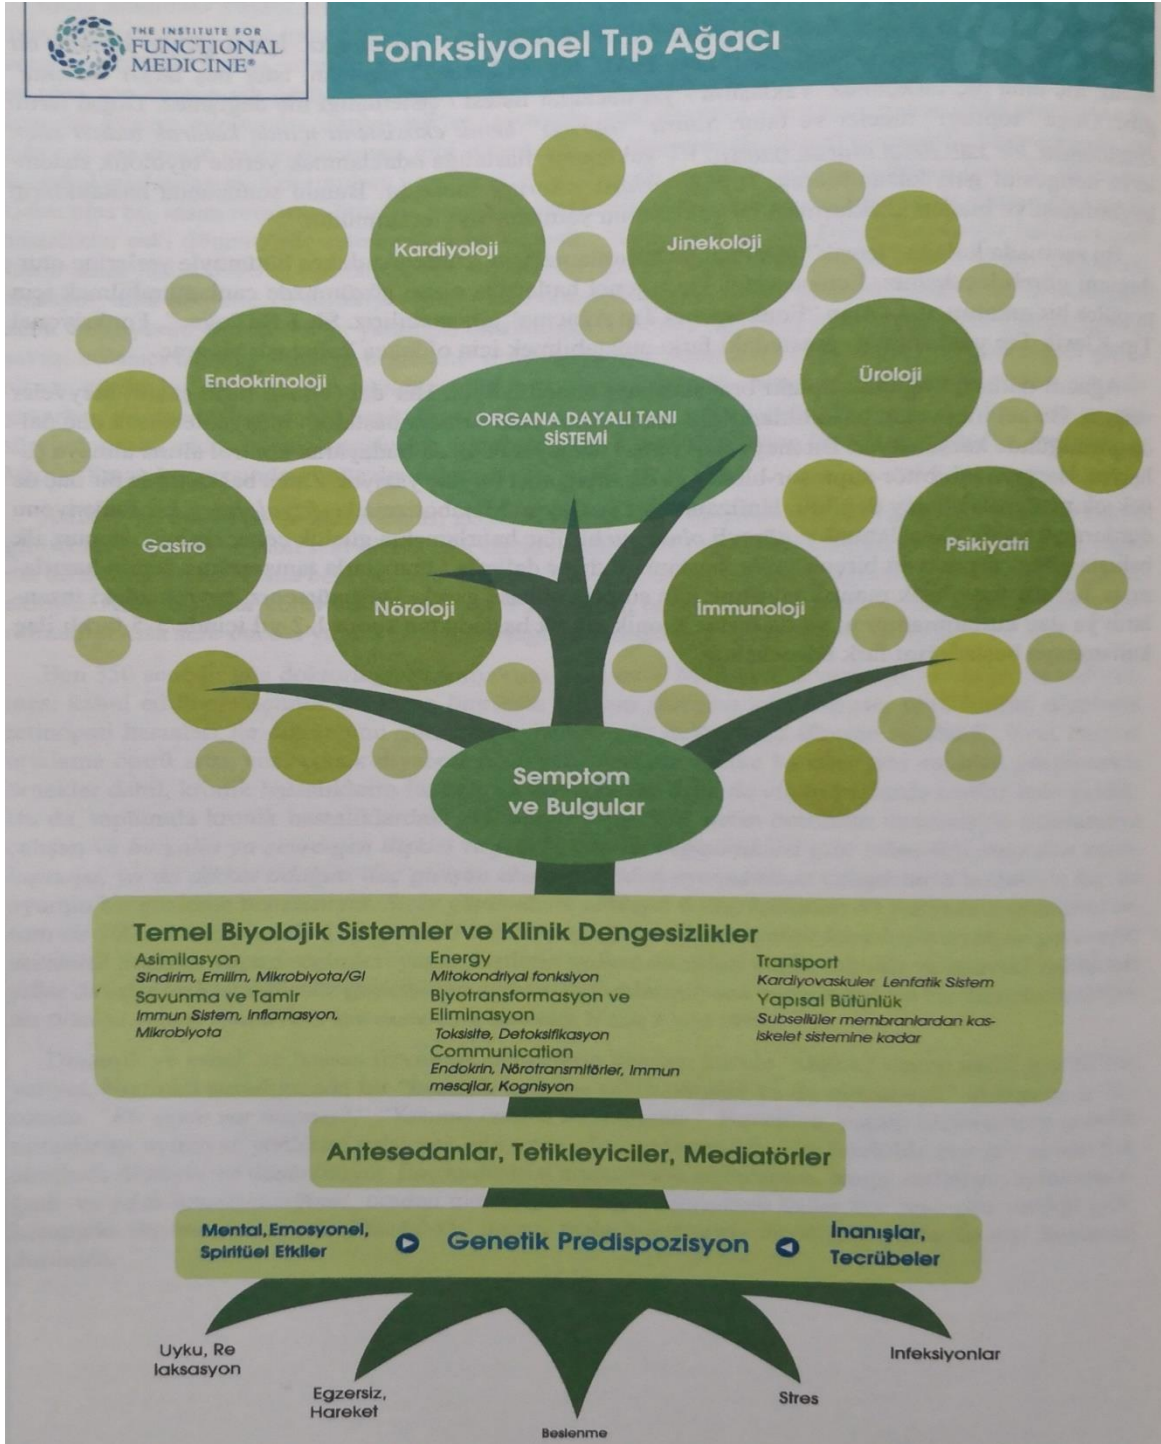 THE INSTITUTE FOR
FUNCTIONAL
MEDICINE®
Fonksiyonel Tıp Ağacı
Kardiyoloji
Jinekoloji
Endokrinoloji
Üroloji
ORGANA DAYALI TANI
SİSTEMİ
Gastro
Psikiyatri
Nöroloji
İmmunoloji
Semptom
ve Bulgular
Temel Biyolojik Sistemler ve Klinik Dengesizlikler
Asimilasyon
Sindirim, Emilim, Mikrobiyota/GI
Savunma ve Tamir
Immun Sistem, Inflamasyon,
Mikrobiyota
Energy
Mitokondriyal fonksiyon
Biyotransformasyon ve
Eliminasyon
Toksisite, Detoksifikasyon
Communication
Endokrin, Nörotransmitörler, Immun
mesajlar, Kognisyon
Transport
Kardiyovaskuler Lenfatik Sistem
Yapısal Bütünlük
Subsellüler membranlardan kas-
iskelet sistemine kadar
Antesedanlar, Tetikleyiciler, Mediatörler
Mental, Emosyonel,
Spiritüel Etkiler
Genetik Predispozisyon
İnanışlar,
Tecrübeler
Uyku, Re
laksasyon
Egzersiz,
Hareket
Beslenme
Stres
Infeksiyonlar